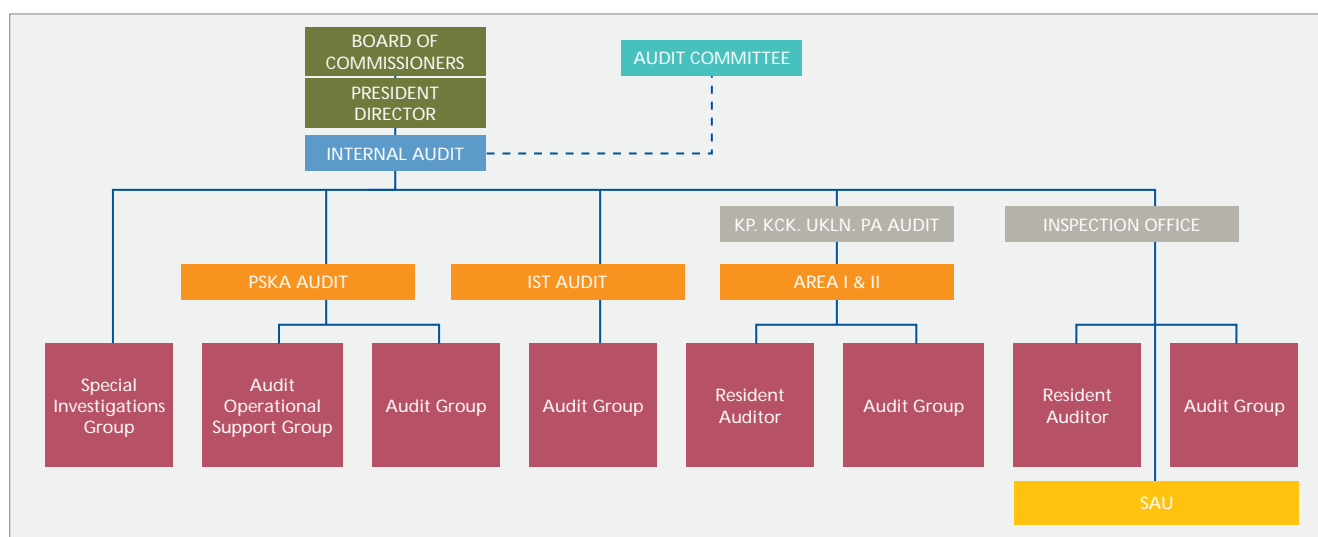 BOARD OF
COMMISSIONERS
AUDIT COMMITTEE
PRESIDENT
DIRECTOR
INTERNAL AUDIT
KP. KCK. UKLN. PA AUDIT
INSPECTION OFFICE
PSKA AUDIT
IST AUDIT
AREA I & II
Special
Investigations
Group
Audit
Operational
Support Group
Audit Group
Audit Group
Resident
Auditor
Audit Group
Resident
Auditor
Audit Group
SAU